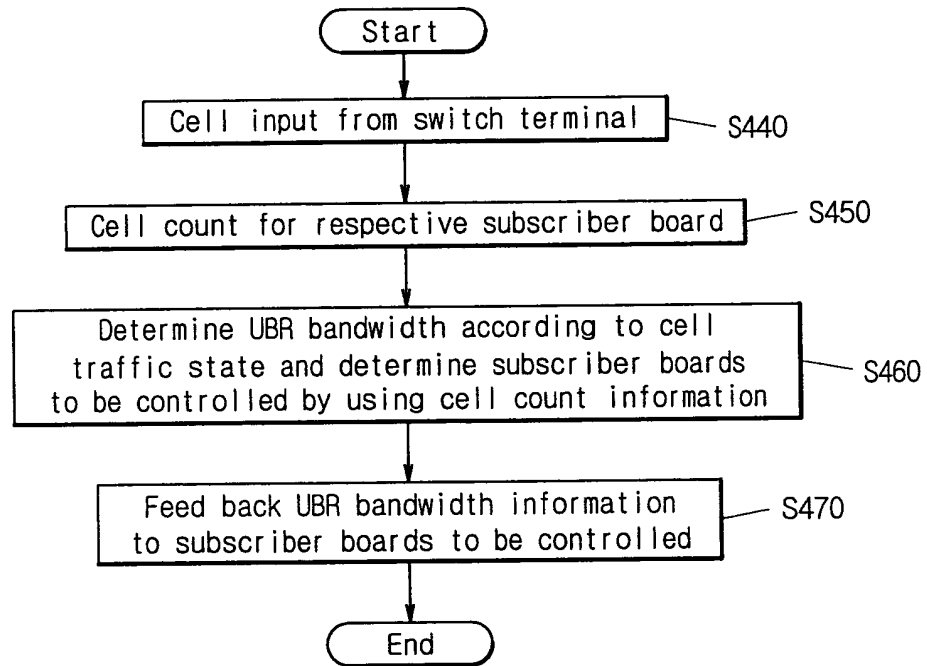 Start
Cell input from switch terminal
S440
Cell count for respective subscriber board
S450
Determine UBR bandwidth according to cell
traffic state and determine subscriber boards
to be controlled by using cell count information
S460
Feed back UBR bandwidth information
to subscriber boards to be controlled
S470
End